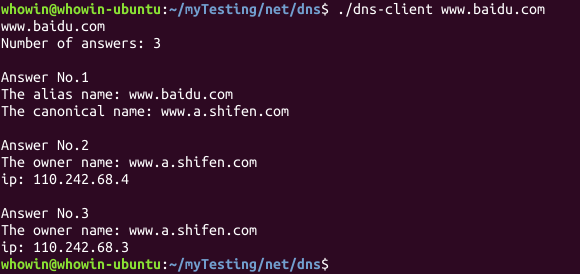 whowin@whowin-ubuntu:~/myTesting/net/dns$ ./dns-client www.baidu.com
www.baidu.com
Number of answers: 3
Answer No.1
The alias name: www.baidu.com
The canonical name: www.a.shifen.com
Answer No.2
The owner name: www.a.shifen.com
ip: 110.242.68.4
Answer No.3
The owner name: www.a.shifen.com
ip: 110.242.68.3
whowin@whowin-ubuntu:~/myTesting/net/dns$